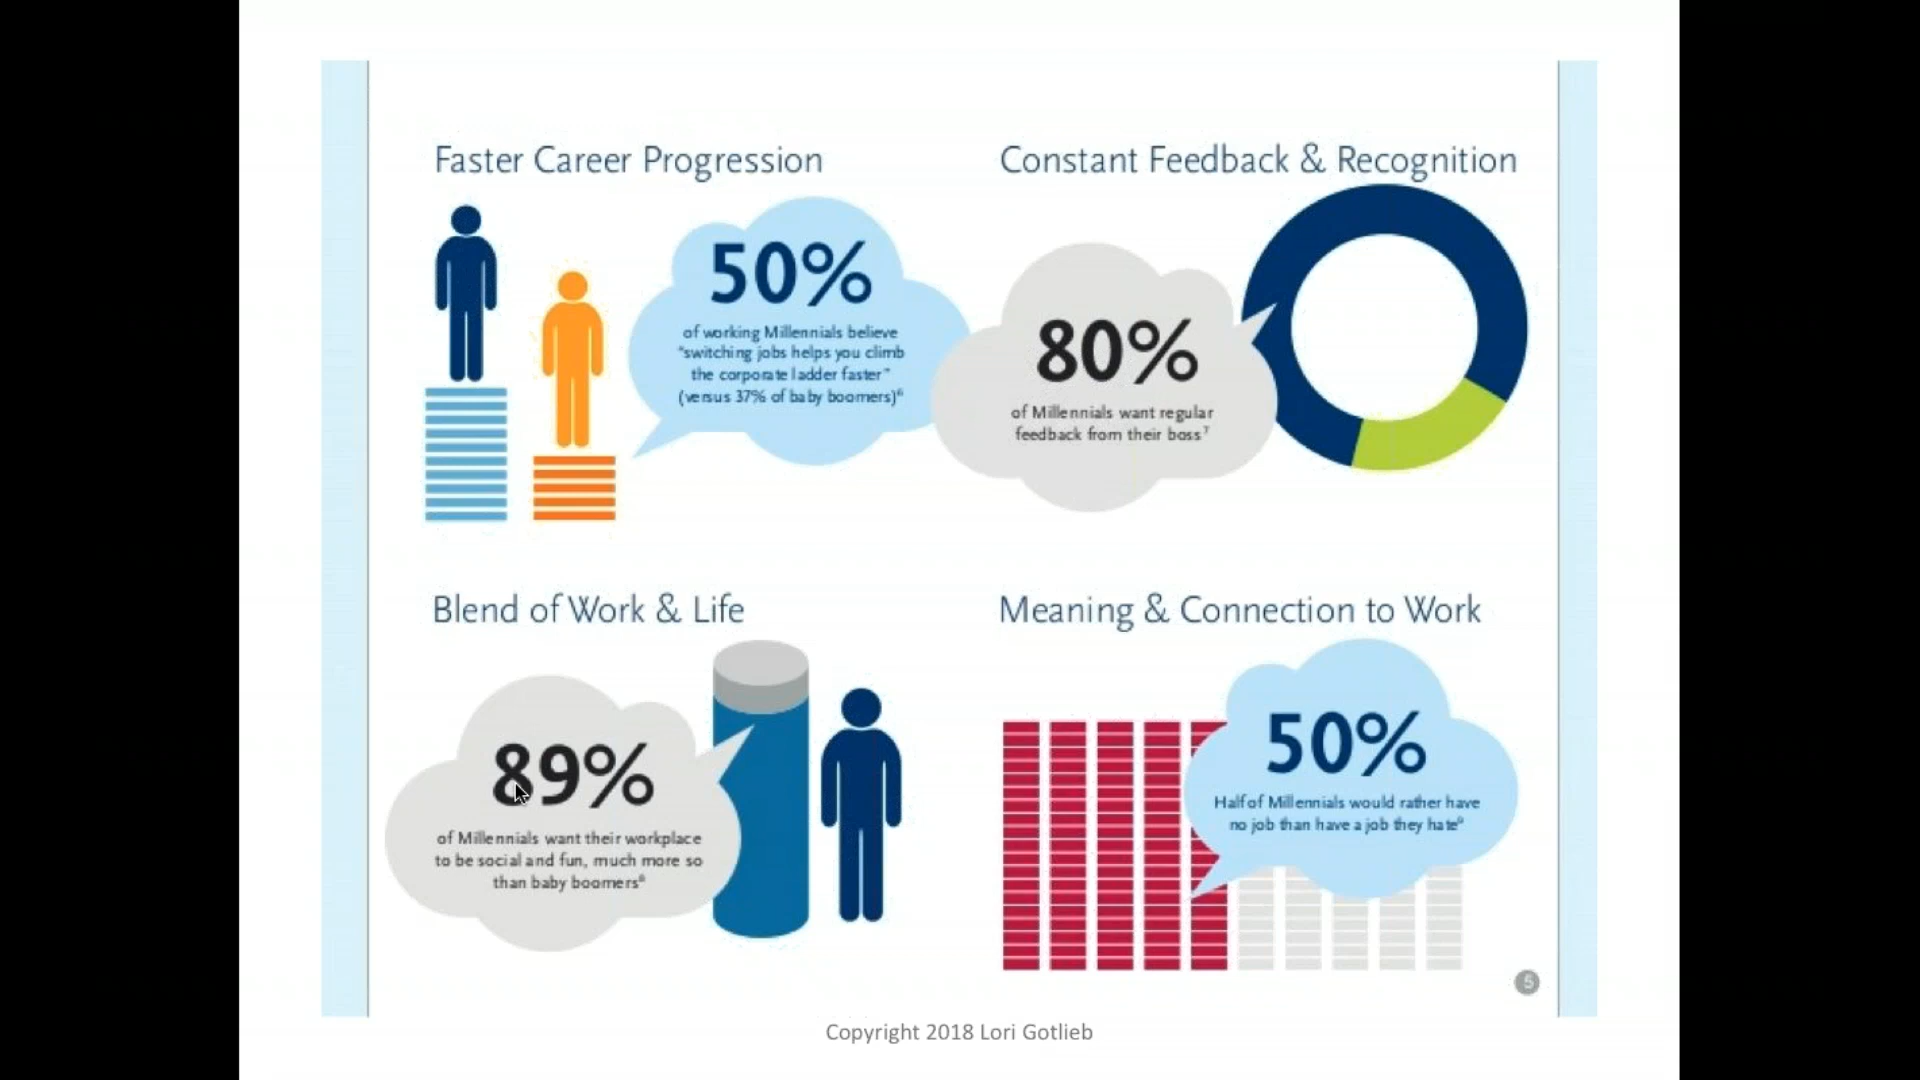 Faster Career Progression
50%
of working Millennials believe
"switching jobs helps you climb
the corporate ladder faster"
(versus 37% of baby boomers)⁶
Constant Feedback & Recognition
80%
of Millennials want regular
feedback from their boss⁷
Blend of Work & Life
89%
of Millennials want their workplace
to be social and fun, much more so
than baby boomers⁸
Meaning & Connection to Work
50%
Half of Millennials would rather have
no job than have a job they hate⁹
5
Copyright 2018 Lori Gotlieb